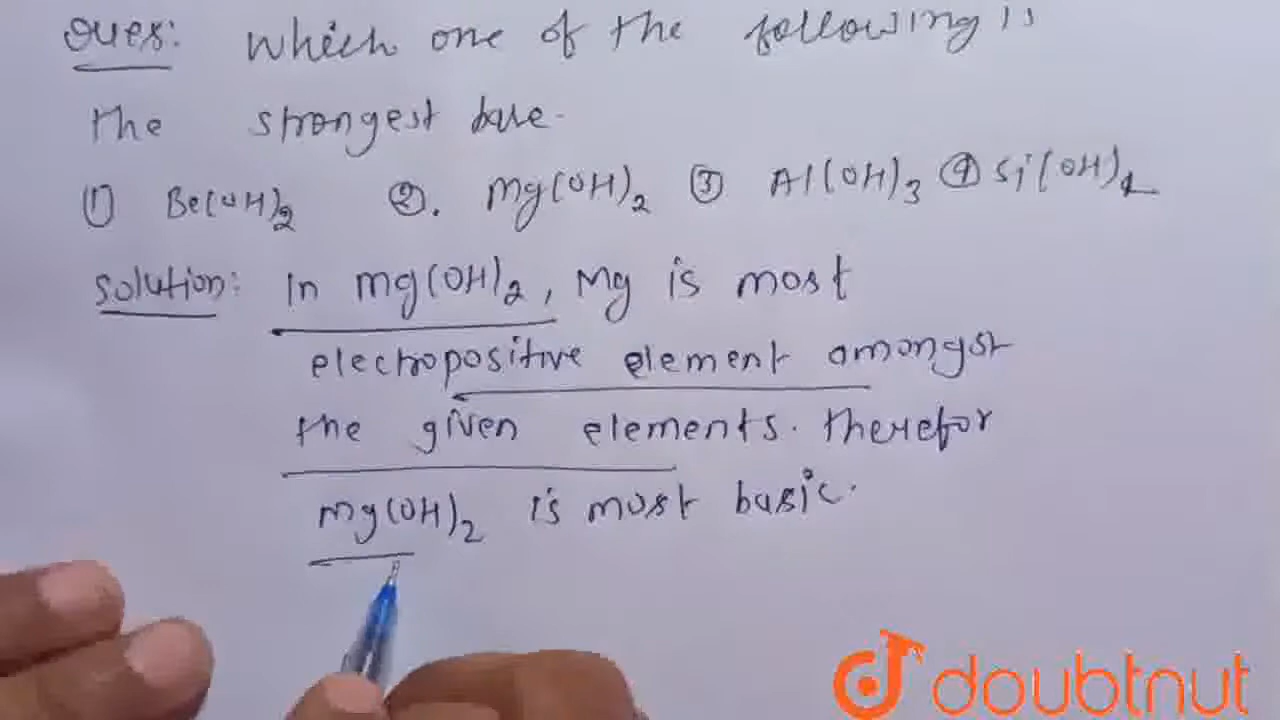 Ques: Which one of the following is
the strongest base.
① Be(OH)2 ②. Mg(OH)2 ③ Al(OH)3 ④ Si(OH)4
Solution: In mg(OH)2, Mg is most
electropositive element amongst
the given elements. therefor
mg(OH)2 is most basic.
doubtnut